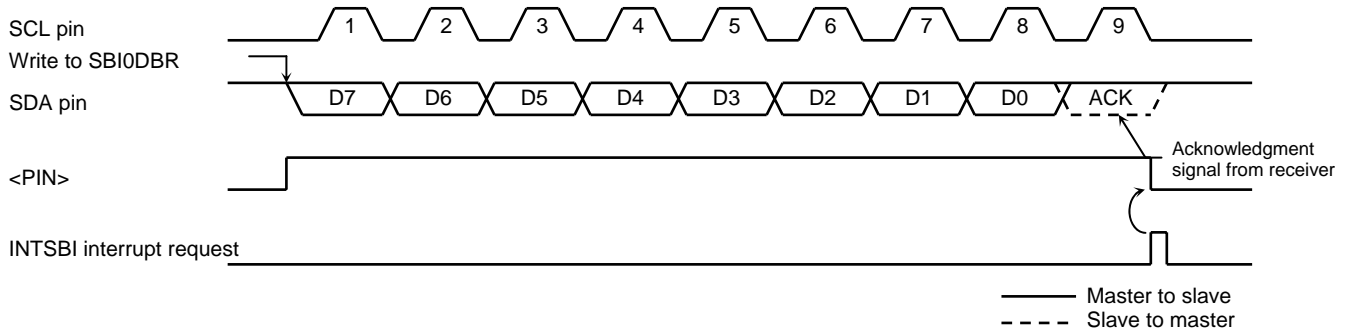 SCL pin
1 2 3 4 5 6 7 8 9
Write to SBI0DBR
SDA pin
D7 D6 D5 D4 D3 D2 D1 D0 ACK
Acknowledgment
signal from receiver
<PIN>
INTSBI interrupt request
Master to slave
Slave to master